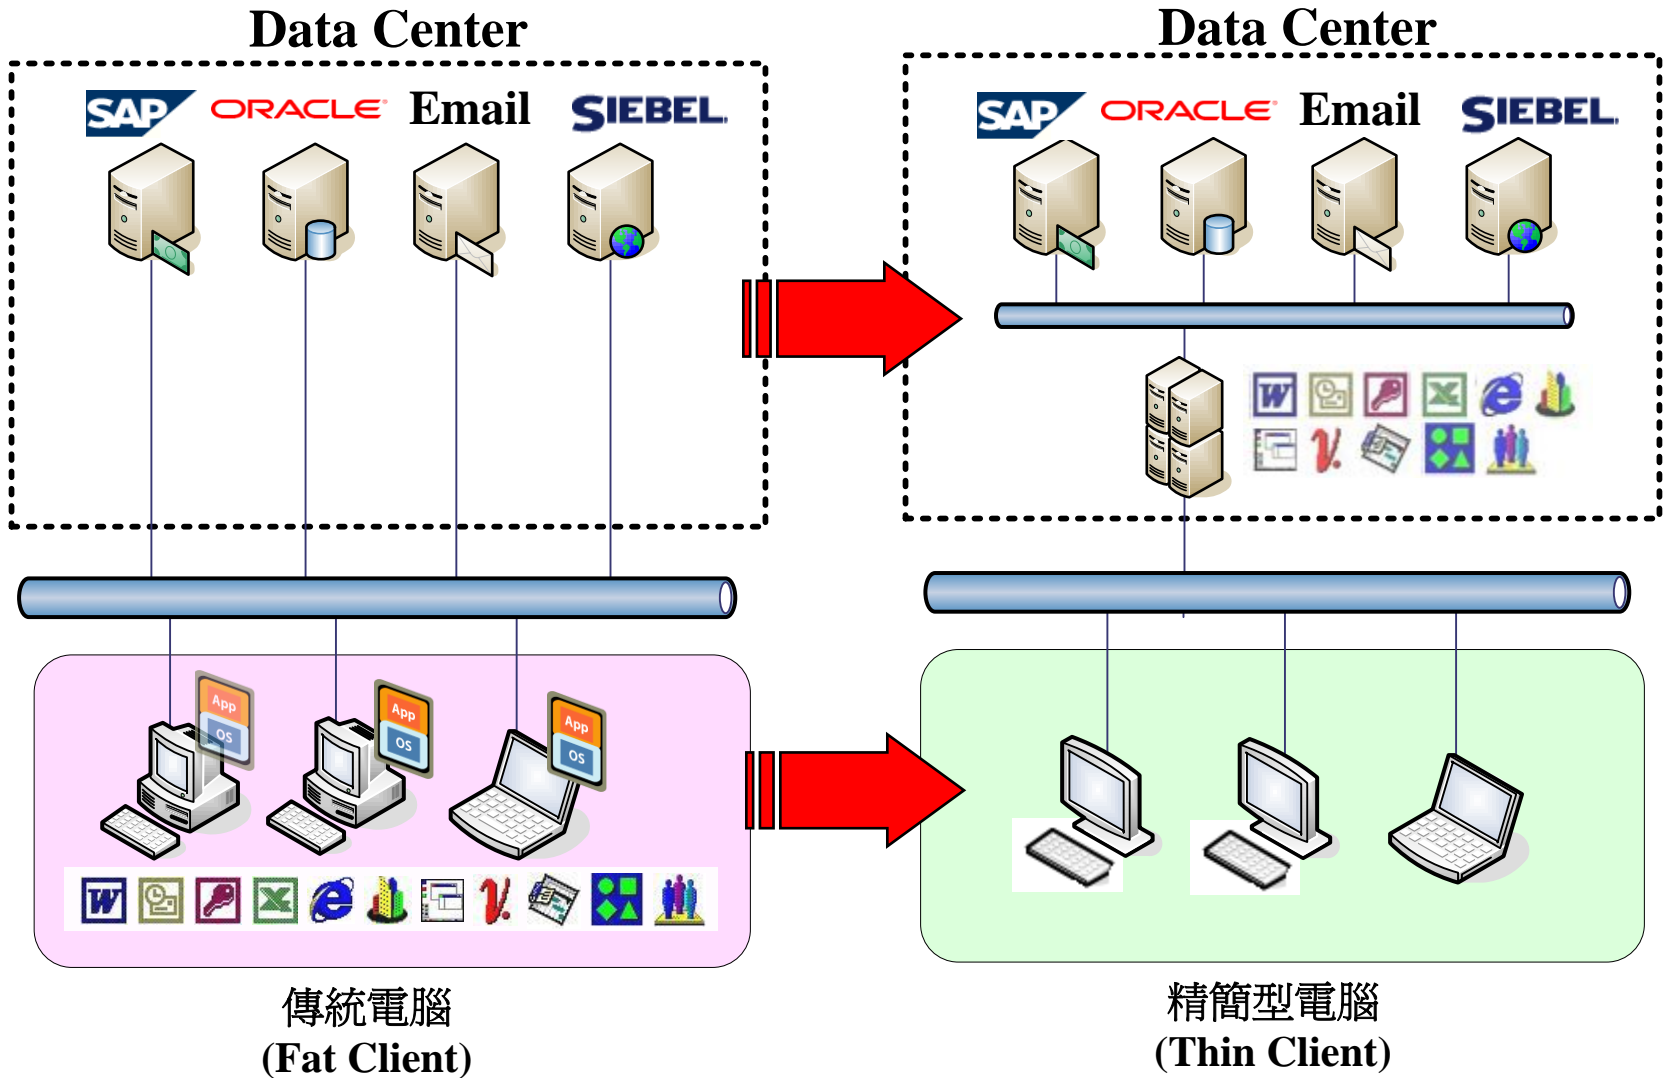 Data Center
SAP ORACLE Email SIEBEL
App
OS
App
OS
App
OS
傳統電腦
(Fat Client)
Data Center
SAP ORACLE Email SIEBEL
精簡型電腦
(Thin Client)